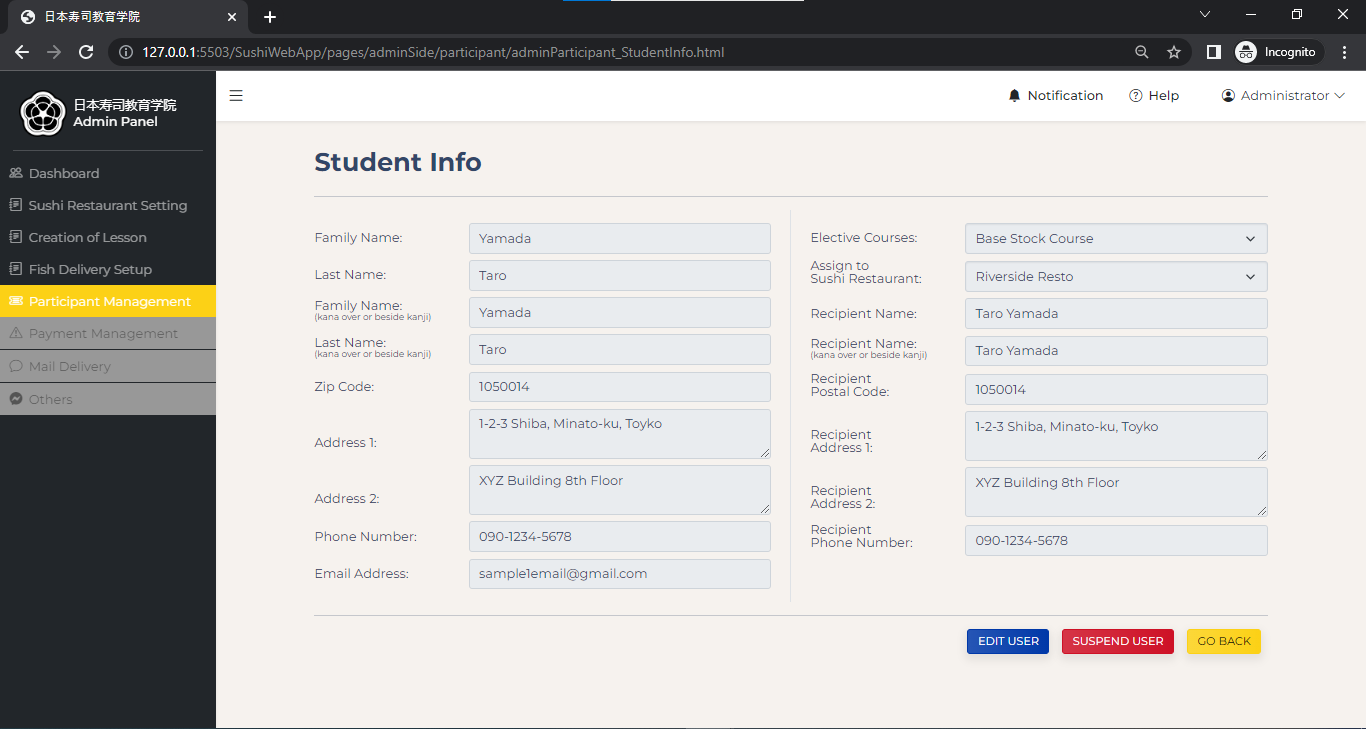 日本寿司教育学院
127.0.0.1:5503/SushiWebApp/pages/adminSide/participant/adminParticipant_StudentInfo.html
Incognito
日本寿司教育学院
Admin Panel
Dashboard
Sushi Restaurant Setting
Creation of Lesson
Fish Delivery Setup
Participant Management
Payment Management
Mail Delivery
Others
Notification
Help
Administrator
Student Info
Family Name:
Yamada
Last Name:
Taro
Family Name:
(kana over or beside kanji)
Yamada
Last Name:
(kana over or beside kanji)
Taro
Zip Code:
1050014
Address 1:
1-2-3 Shiba, Minato-ku, Toyko
Address 2:
XYZ Building 8th Floor
Phone Number:
090-1234-5678
Email Address:
sample1email@gmail.com
Elective Courses:
Base Stock Course
Assign to
Sushi Restaurant:
Riverside Resto
Recipient Name:
Taro Yamada
Recipient Name:
(kana over or beside kanji)
Taro Yamada
Recipient
Postal Code:
1050014
Recipient
Address 1:
1-2-3 Shiba, Minato-ku, Toyko
Recipient
Address 2:
XYZ Building 8th Floor
Recipient
Phone Number:
090-1234-5678
EDIT USER
SUSPEND USER
GO BACK